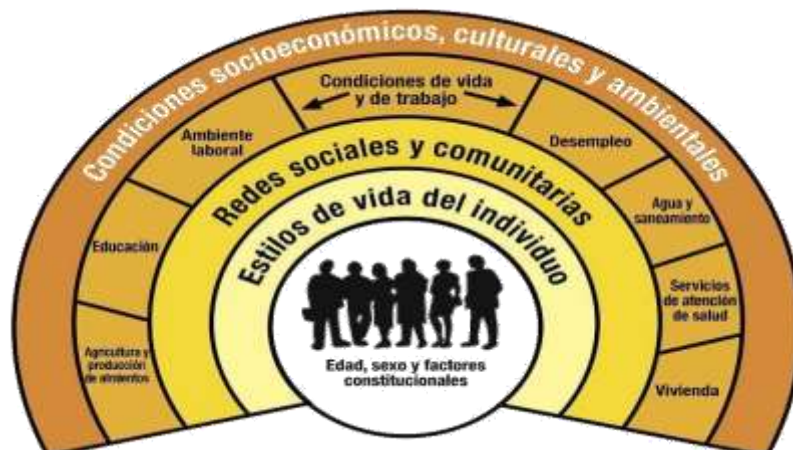 Condiciones socioeconómicos, culturales y ambientales
Condiciones de vida
y de trabajo
Ambiente
laboral
Desempleo
Redes sociales y comunitarias
Agua y
saneamiento
Estilos de vida del individuo
Educación
Servicios
de atención
de salud
Agricultura y
producción
de alimentos
Edad, sexo y factores
constitucionales
Vivienda